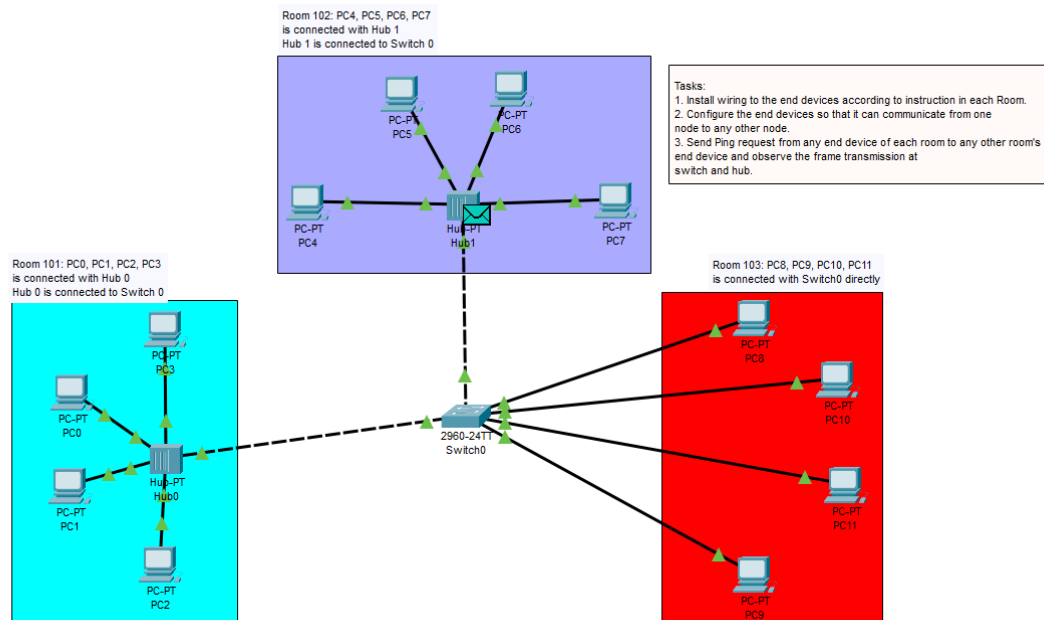 Room 102: PC4, PC5, PC6, PC7
is connected with Hub 1
Hub 1 is connected to Switch 0
Tasks:
1. Install wiring to the end devices according to instruction in each Room.
2. Configure the end devices so that it can communicate from one
node to any other node.
3. Send Ping request from any end device of each room to any other room's
end device and observe the frame transmission at
switch and hub.
PC-PT
PC5
PC-PT
PC6
PC-PT
PC4
Hub-PT
Hub1
PC-PT
PC7
Room 101: PC0, PC1, PC2, PC3
is connected with Hub 0
Hub 0 is connected to Switch 0
Room 103: PC8, PC9, PC10, PC11
is connected with Switch0 directly
PC-PT
PC3
PC-PT
PC0
Hub-PT
Hub0
PC-PT
PC1
PC-PT
PC2
2960-24TT
Switch0
PC-PT
PC8
PC-PT
PC10
PC-PT
PC11
PC-PT
PC9